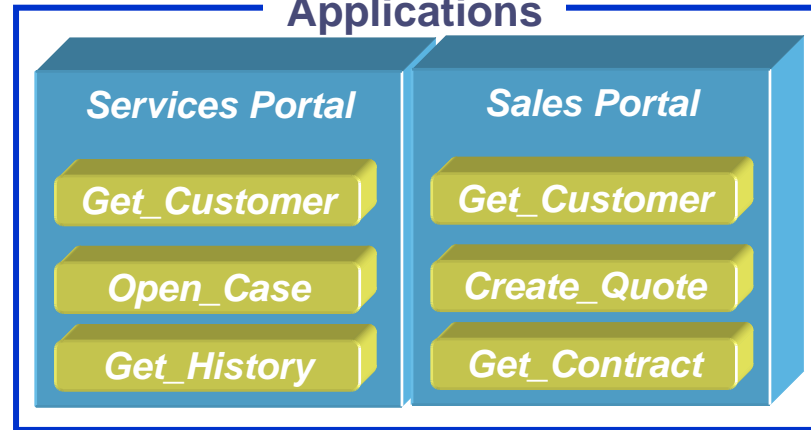 Applications
Services Portal
Get_Customer
Open_Case
Get_History
Sales Portal
Get_Customer
Create_Quote
Get_Contract